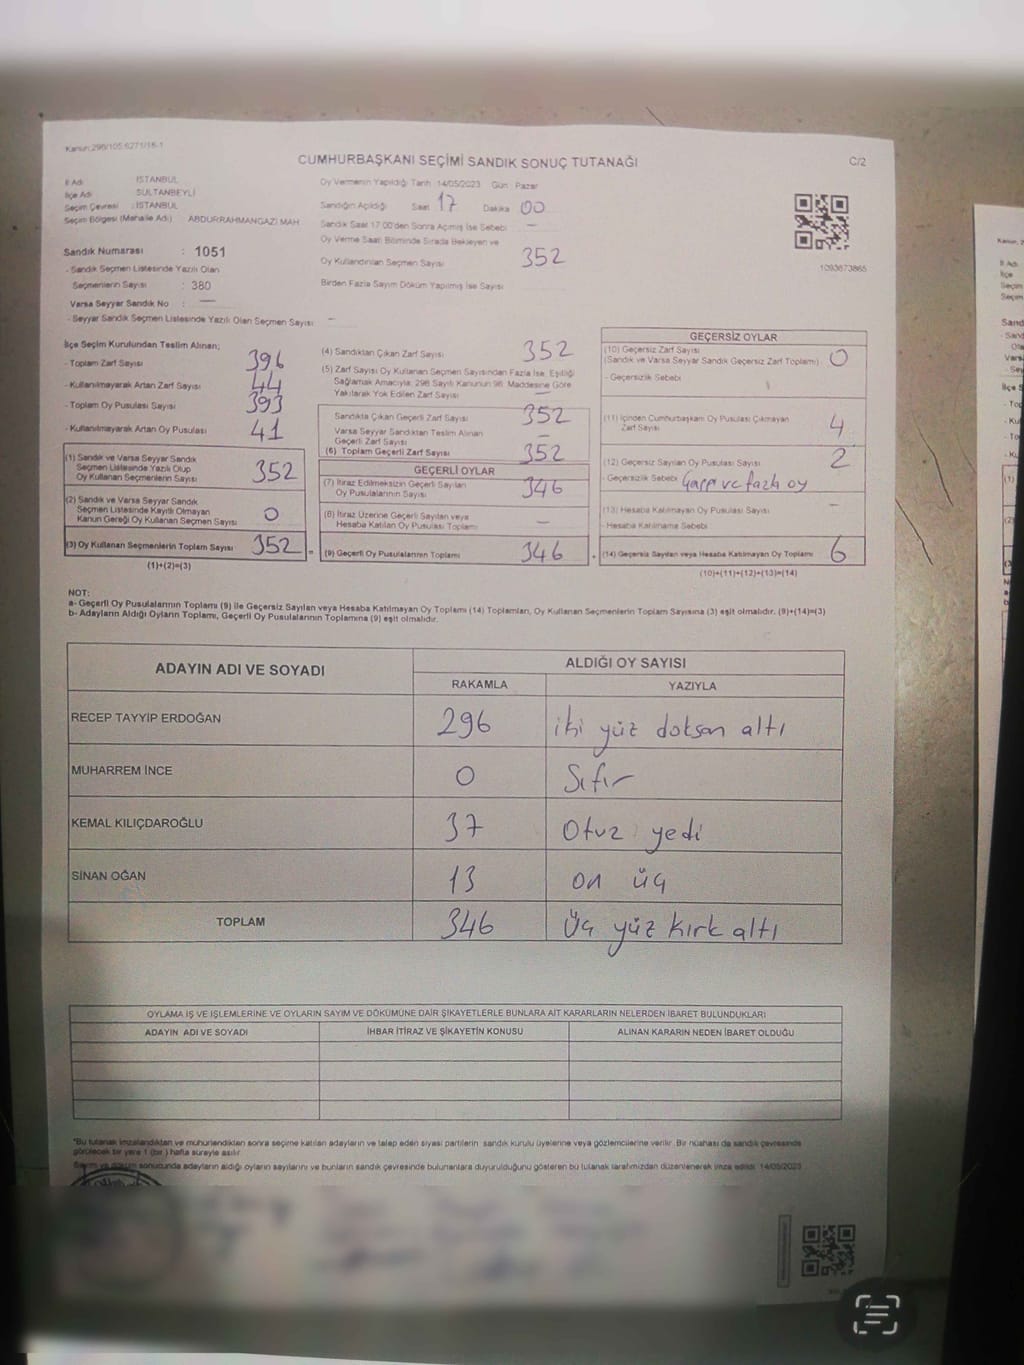 Kanun:298/105.6271/16-1
CUMHURBAŞKANI SEÇİMİ SANDIK SONUÇ TUTANAĞI
C/2
İl Adı : İSTANBUL
İlçe Adı : SULTANBEYLİ
Seçim Çevresi : İSTANBUL
Seçim Bölgesi (Mahalle Adı) ABDURRAHMANGAZİ MAH
Sandık Numarası : 1051
- Sandık Seçmen Listesinde Yazılı Olan
Seçmenlerin Sayısı : 380
Varsa Seyyar Sandık No : —
- Seyyar Sandık Seçmen Listesinde Yazılı Olan Seçmen Sayısı : —
Oy Vermenin Yapıldığı Tarih 14/05/2023 Gün Pazar
Sandığın Açıldığı Saat 17 Dakika 00
Sandık Saat 17.00'den Sonra Açılmış İse Sebebi —
Oy Verme Saati Bitiminde Sırada Bekleyen ve
Oy Kullandırılan Seçmen Sayısı 352
Birden Fazla Sayım Döküm Yapılmış İse Sayısı
1093673865
İlçe Seçim Kurulundan Teslim Alınan;
- Toplam Zarf Sayısı 396
- Kullanılmayarak Artan Zarf Sayısı 44
- Toplam Oy Pusulası Sayısı 393
- Kullanılmayarak Artan Oy Pusulası 41
(1) Sandık ve Varsa Seyyar Sandık
Seçmen Listesinde Yazılı Olup
Oy Kullanan Seçmenlerin Sayısı 352
(2) Sandık ve Varsa Seyyar Sandık
Seçmen Listesinde Kayıtlı Olmayan
Kanun Gereği Oy Kullanan Seçmen Sayısı 0
(3) Oy Kullanan Seçmenlerin Toplam Sayısı 352
(1)+(2)=(3)
(4) Sandıktan Çıkan Zarf Sayısı 352
(5) Zarf Sayısı Oy Kullanan Seçmen Sayısından Fazla İse, Eşitliği
Sağlamak Amacıyla, 298 Sayılı Kanunun 98. Maddesine Göre
Yakılarak Yok Edilen Zarf Sayısı —
Sandıkta Çıkan Geçerli Zarf Sayısı 352
Varsa Seyyar Sandıktan Teslim Alınan
Geçerli Zarf Sayısı —
(6) Toplam Geçerli Zarf Sayısı 352
GEÇERLİ OYLAR
(7) İtiraz Edilmeksizin Geçerli Sayılan
Oy Pusulalarının Sayısı 346
(8) İtiraz Üzerine Geçerli Sayılan veya
Hesaba Katılan Oy Pusulası Toplamı —
= (9) Geçerli Oy Pusulalarının Toplamı 346
GEÇERSİZ OYLAR
(10) Geçersiz Zarf Sayısı
(Sandık ve Varsa Seyyar Sandık Geçersiz Zarf Toplamı) 0
- Geçersizlik Sebebi
(11) İçinden Cumhurbaşkanı Oy Pusulası Çıkmayan
Zarf Sayısı 4
(12) Geçersiz Sayılan Oy Pusulası Sayısı 2
- Geçersizlik Sebebi ve fazla oy
(13) Hesaba Katılmayan Oy Pusulası Sayısı —
- Hesaba Katılmama Sebebi
+ (14) Geçersiz Sayılan veya Hesaba Katılmayan Oy Toplamı 6
(10)+(11)+(12)+(13)=(14)
NOT:
a- Geçerli Oy Pusulalarının Toplamı (9) ile Geçersiz Sayılan veya Hesaba Katılmayan Oy Toplamı (14) Toplamları, Oy Kullanan Seçmenlerin Toplam Sayısına (3) eşit olmalıdır. (9)+(14)=(3)
b- Adayların Aldığı Oyların Toplamı, Geçerli Oy Pusulalarının Toplamına (9) eşit olmalıdır.
ADAYIN ADI VE SOYADI
ALDIĞI OY SAYISI
RAKAMLA YAZIYLA
RECEP TAYYİP ERDOĞAN 296 iki yüz doksan altı
MUHARREM İNCE 0 Sıfır
KEMAL KILIÇDAROĞLU 37 Otuz yedi
SİNAN OĞAN 13 on üç
TOPLAM 346 Üç yüz kırk altı
OYLAMA İŞ VE İŞLEMLERİNE VE OYLARIN SAYIM VE DÖKÜMÜNE DAİR ŞİKAYETLERLE BUNLARA AİT KARARLARIN NELERDEN İBARET BULUNDUKLARI
ADAYIN ADI VE SOYADI İHBAR İTİRAZ VE ŞİKAYETİN KONUSU ALINAN KARARIN NEDEN İBARET OLDUĞU
*Bu tutanak imzalandıktan ve mühürlendikten sonra seçime katılan adayların ve talep eden siyasi partilerin sandık kurulu üyelerine veya gözlemcilerine verilir. Bir nüshası da sandık çevresinde
görülecek bir yere 1 (bir) hafta süreyle asılır.
Sayım ve döküm sonucunda adayların aldığı oyların sayılarını ve bunların sandık çevresinde bulunanlara duyurulduğunu gösteren bu tutanak tarafımızdan düzenlenerek imza edildi. 14/05/2023